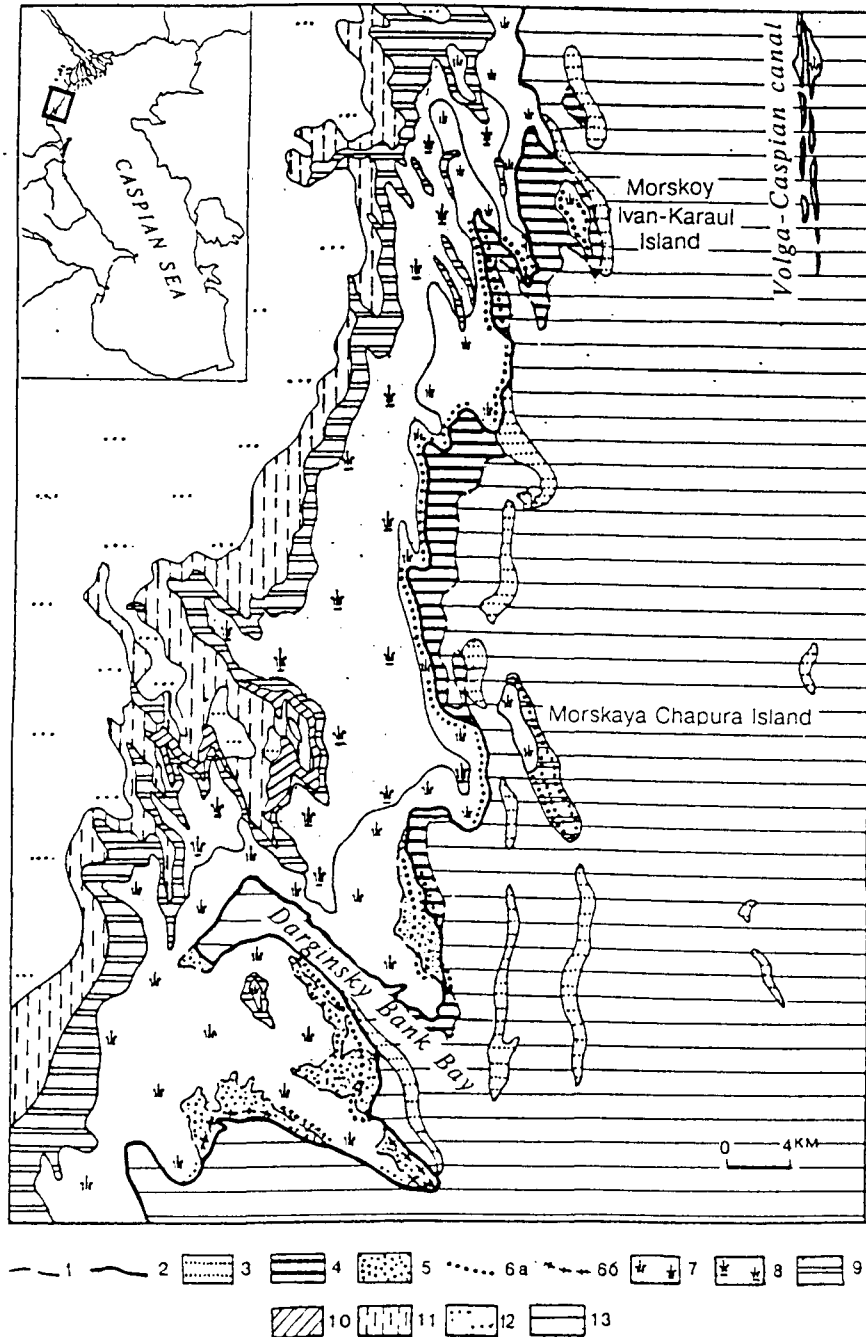 CASPIAN SEA
Volga-Caspian canal
Morskoy
Ivan-Karaul
Island
Morskaya Chapura Island
Darginsky Bank Bay
0 4 KM
1 2 3 4 5 6a 6б 7 8 9
10 11 12 13